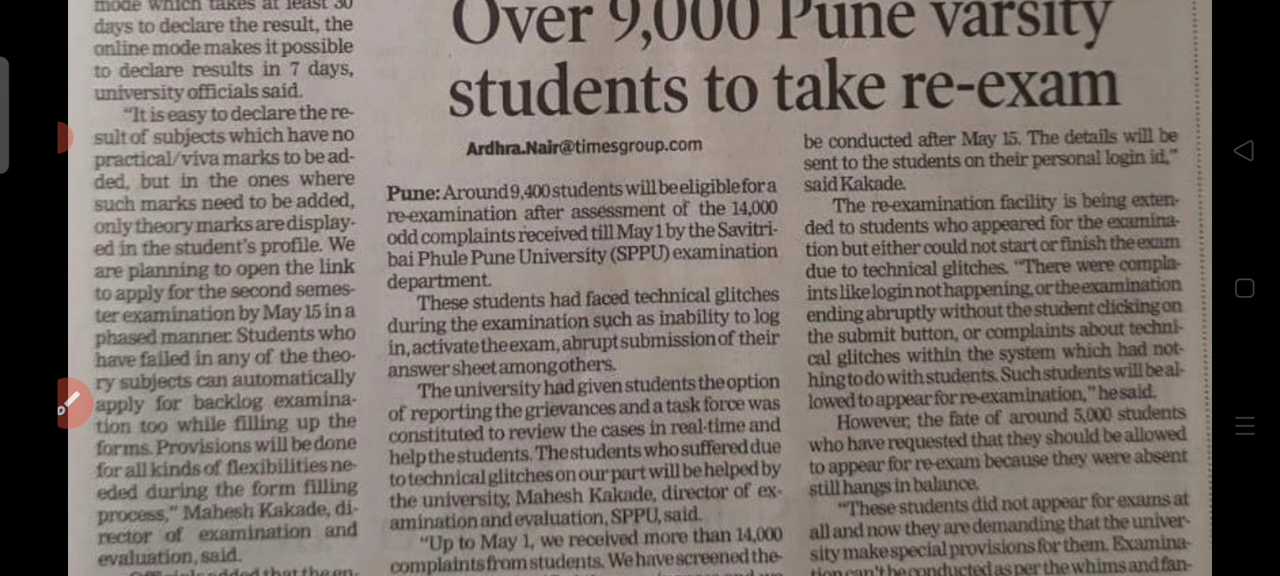 mode which takes at least 30
days to declare the result, the
online mode makes it possible
to declare results in 7 days,
university officials said.
"It is easy to declare the re-
sult of subjects which have no
practical/viva marks to be ad-
ded, but in the ones where
such marks need to be added,
only theory marks are display-
ed in the student's profile. We
are planning to open the link
to apply for the second semes-
ter examination by May 15 in a
phased manner. Students who
have failed in any of the theo-
ry subjects can automatically
apply for backlog examina-
tion too while filling up the
forms. Provisions will be done
for all kinds of flexibilities ne-
eded during the form filling
process," Mahesh Kakade, di-
rector of examination and
evaluation, said.
Officials added that the en-
Over 9,000 Pune varsity
students to take re-exam
Ardhra.Nair@timesgroup.com
Pune: Around 9,400 students will be eligible for a
re-examination after assessment of the 14,000
odd complaints received till May 1 by the Savitri-
bai Phule Pune University (SPPU) examination
department.
These students had faced technical glitches
during the examination such as inability to log
in, activate the exam, abrupt submission of their
answer sheet among others.
The university had given students the option
of reporting the grievances and a task force was
constituted to review the cases in real-time and
help the students. The students who suffered due
to technical glitches on our part will be helped by
the university, Mahesh Kakade, director of ex-
amination and evaluation, SPPU, said.
"Up to May 1, we received more than 14,000
complaints from students. We have screened the-
be conducted after May 15. The details will be
sent to the students on their personal login id,"
said Kakade.
The re-examination facility is being exten-
ded to students who appeared for the examina-
tion but either could not start or finish the exam
due to technical glitches. "There were compla-
ints like login not happening, or the examination
ending abruptly without the student clicking on
the submit button, or complaints about techni-
cal glitches within the system which had not-
hing to do with students. Such students will be al-
lowed to appear for re-examination," he said.
However, the fate of around 5,000 students
who have requested that they should be allowed
to appear for re-exam because they were absent
still hangs in balance.
"These students did not appear for exams at
all and now they are demanding that the univer-
sity make special provisions for them. Examina-
tion can't be conducted as per the whims and fan-